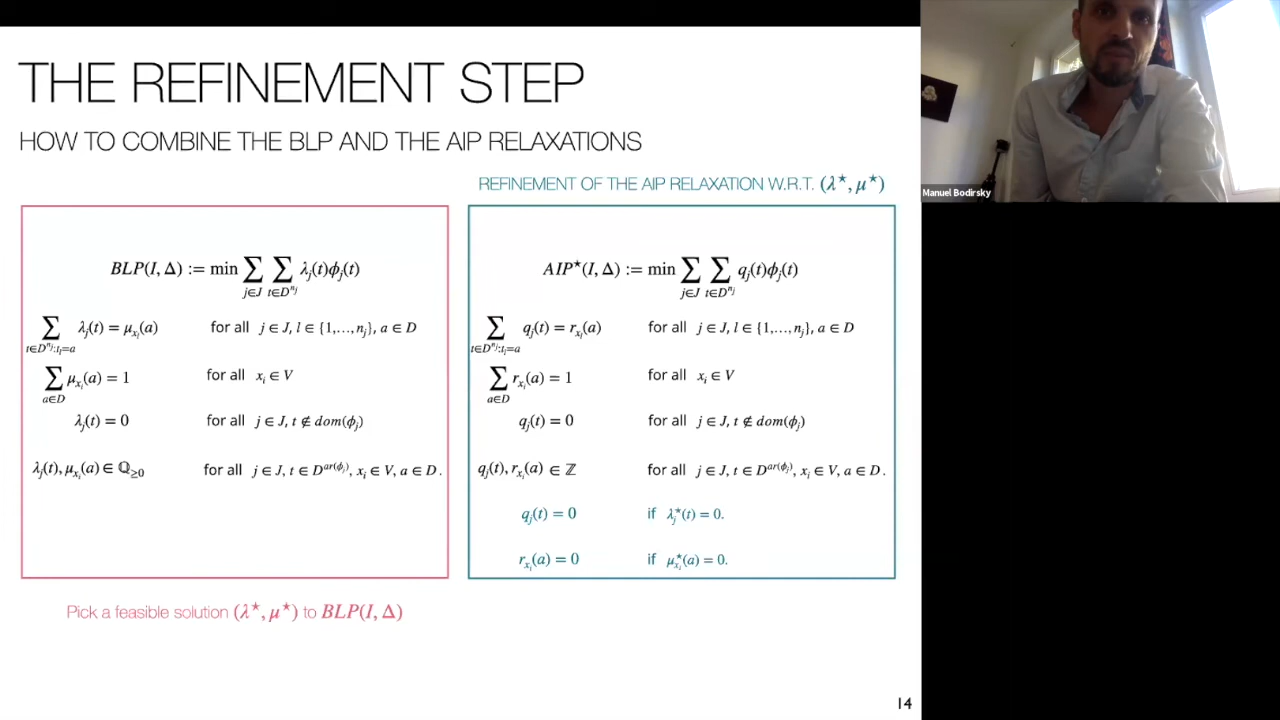 THE REFINEMENT STEP
HOW TO COMBINE THE BLP AND THE AIP RELAXATIONS
REFINEMENT OF THE AIP RELAXATION W.R.T. (λ*, μ*)
BLP(I, Δ) := min ∑_{j∈J} ∑_{t∈D^{n_j}} λ_j(t)ϕ_j(t)
∑_{t∈D^{n_j}:t_l=a} λ_j(t) = μ_{x_i}(a) for all j ∈ J, l ∈ {1,…,n_j}, a ∈ D
∑_{a∈D} μ_{x_i}(a) = 1 for all x_i ∈ V
λ_j(t) = 0 for all j ∈ J, t ∉ dom(ϕ_j)
λ_j(t), μ_{x_i}(a) ∈ ℚ_{≥0} for all j ∈ J, t ∈ D^{ar(ϕ_j)}, x_i ∈ V, a ∈ D.
AIP*(I, Δ) := min ∑_{j∈J} ∑_{t∈D^{n_j}} q_j(t)ϕ_j(t)
∑_{t∈D^{n_j}:t_l=a} q_j(t) = r_{x_i}(a) for all j ∈ J, l ∈ {1,…,n_j}, a ∈ D
∑_{a∈D} r_{x_i}(a) = 1 for all x_i ∈ V
q_j(t) = 0 for all j ∈ J, t ∉ dom(ϕ_j)
q_j(t), r_{x_i}(a) ∈ ℤ for all j ∈ J, t ∈ D^{ar(ϕ_j)}, x_i ∈ V, a ∈ D.
q_j(t) = 0 if λ*_j(t) = 0.
r_{x_i}(a) = 0 if μ*_{x_i}(a) = 0.
Pick a feasible solution (λ*, μ*) to BLP(I, Δ)
14
Manuel Bodirsky